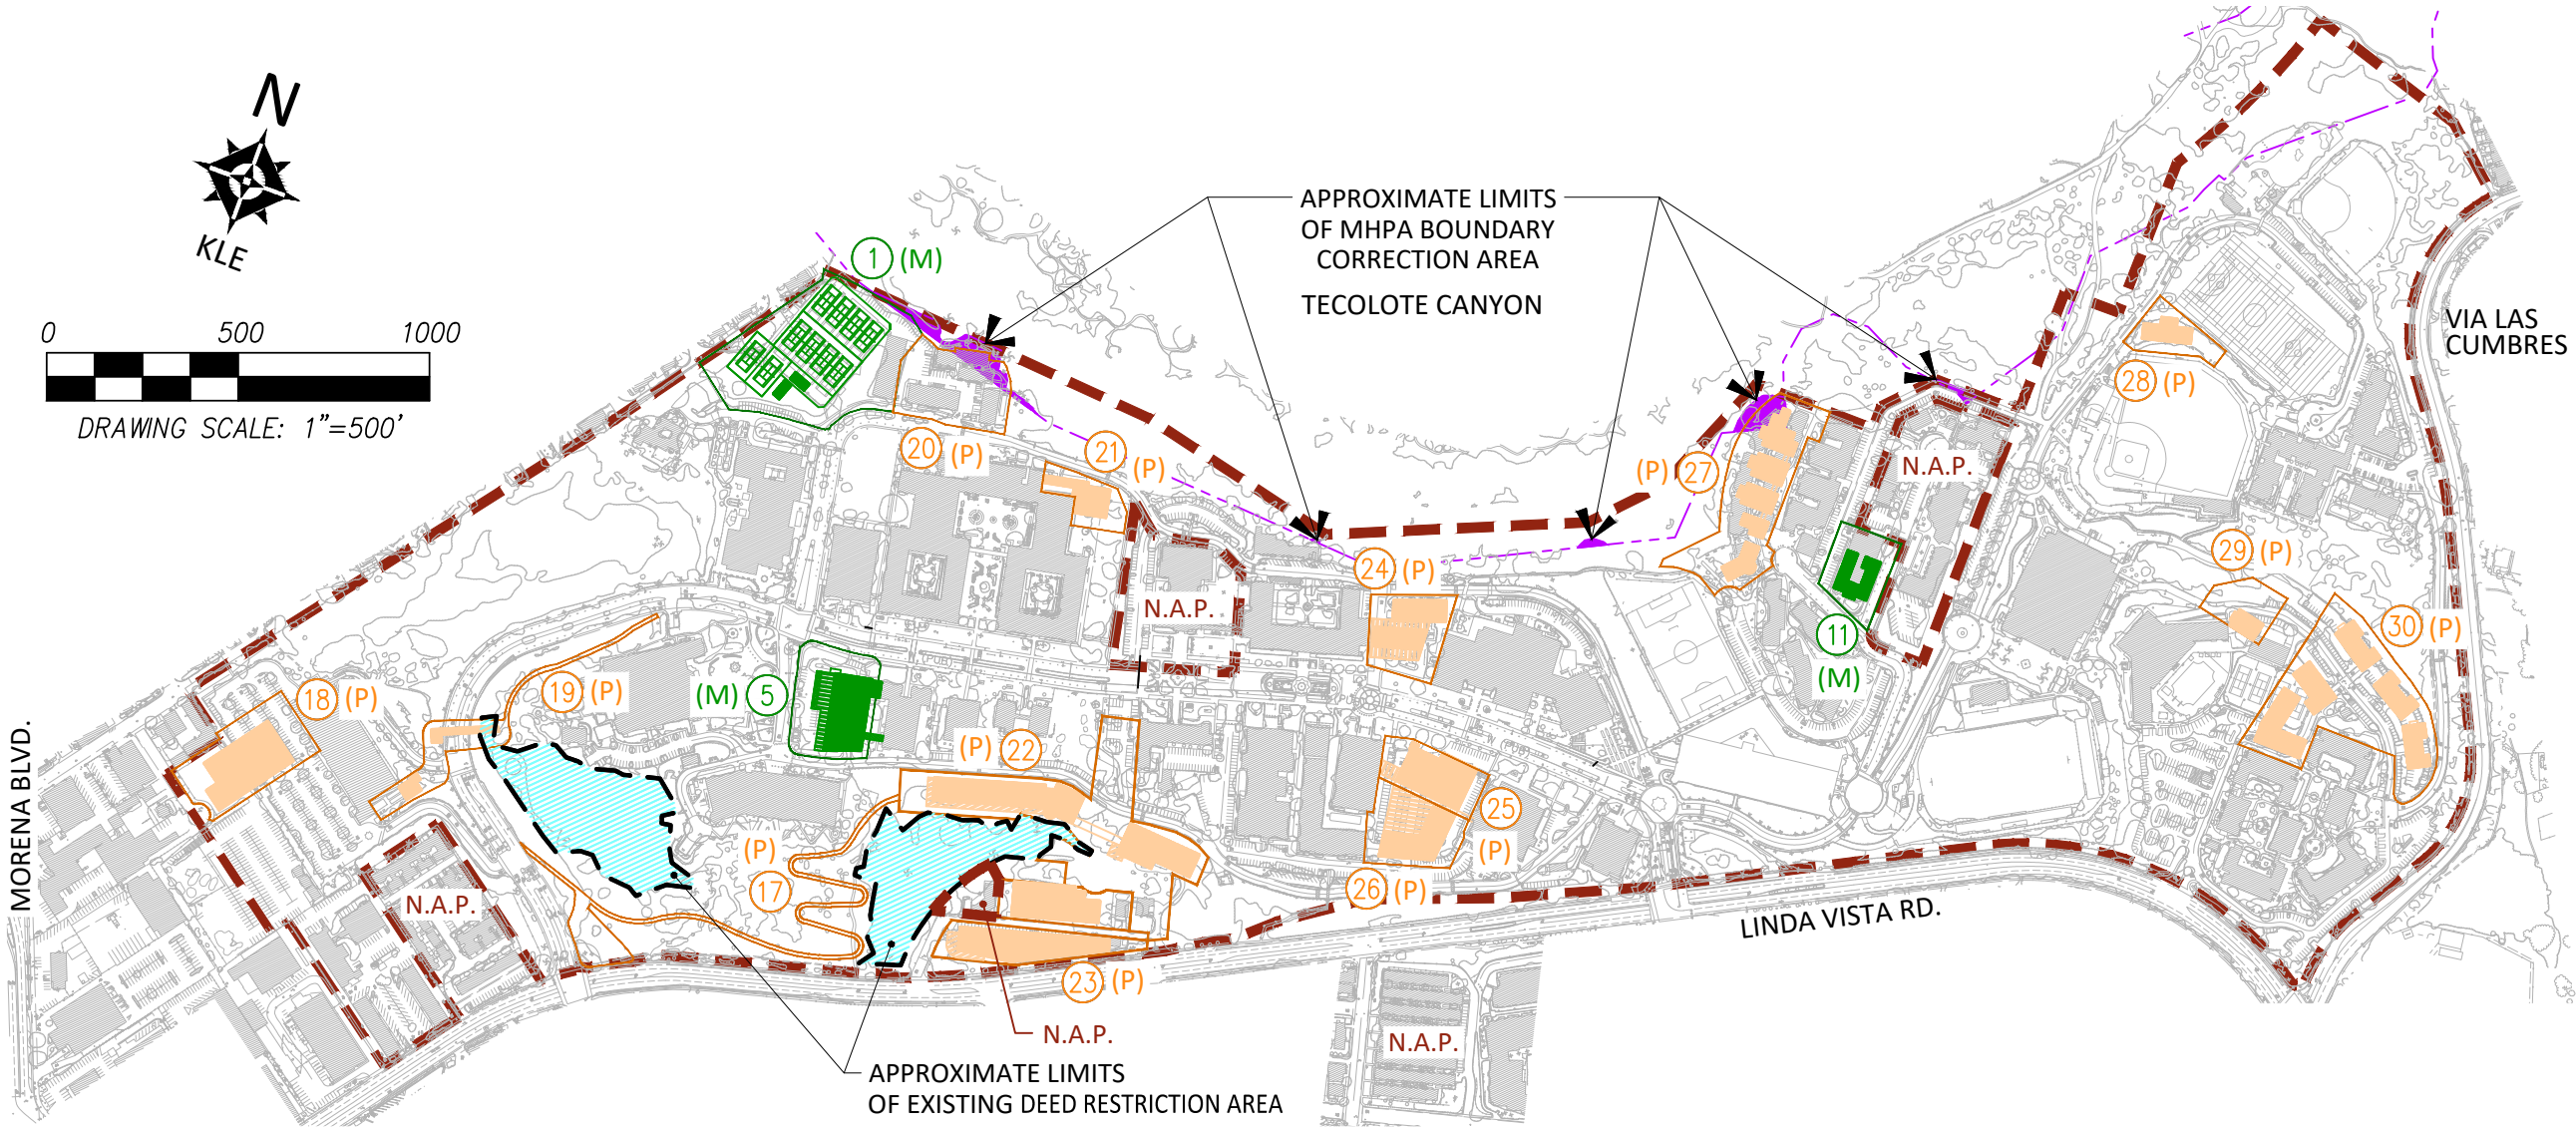 N
KLE
0 500 1000
DRAWING SCALE: 1"=500'
APPROXIMATE LIMITS
OF MHPA BOUNDARY
CORRECTION AREA
TECOLOTE CANYON
VIA LAS
CUMBRES
MORENA BLVD.
LINDA VISTA RD.
1 (M)
20 (P)
21 (P)
(P) 27
N.A.P.
28 (P)
29 (P)
30 (P)
24 (P)
N.A.P.
11
(M)
18 (P)
19 (P)
(M) 5
(P) 22
25
(P)
26 (P)
(P)
17
N.A.P.
23 (P)
N.A.P.
N.A.P.
APPROXIMATE LIMITS
OF EXISTING DEED RESTRICTION AREA